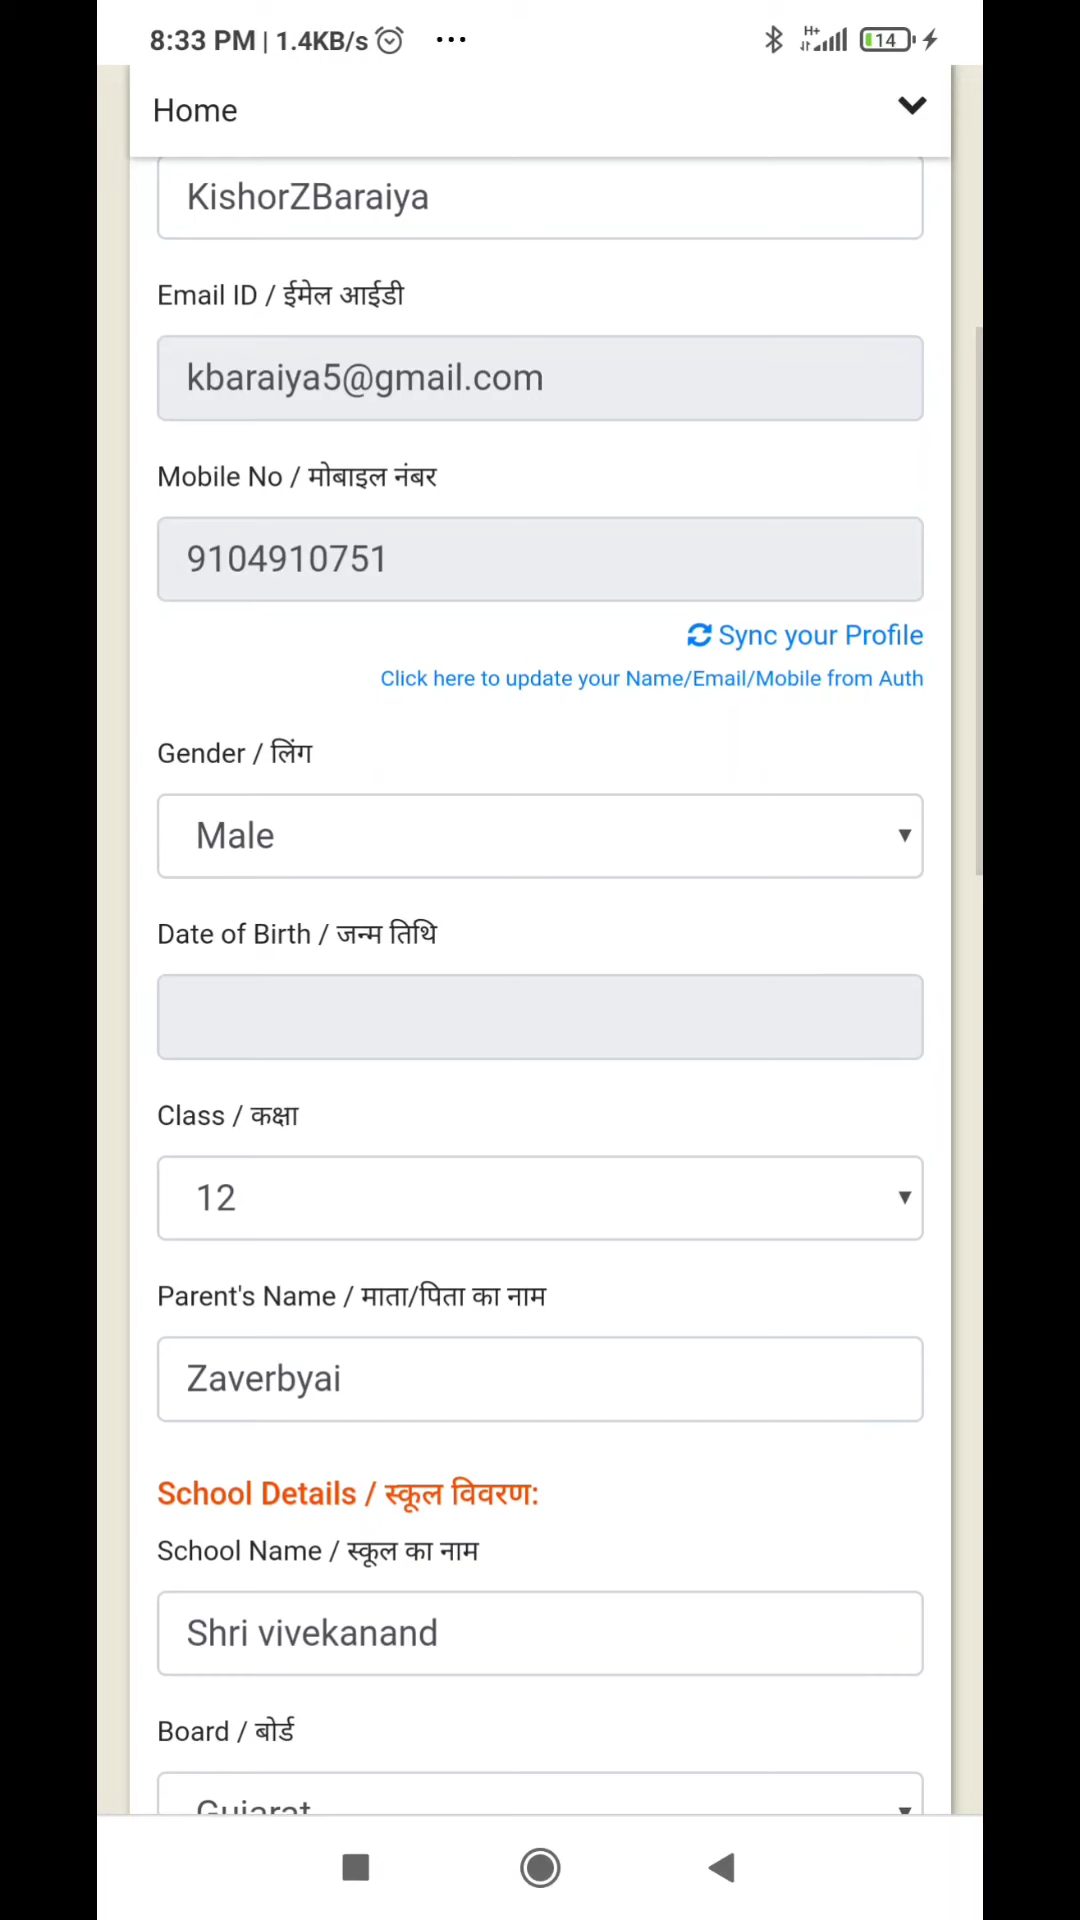 8:33 PM | 1.4KB/s ...
H+
14
Home
KishorZBaraiya
Email ID / ईमेल आईडी
kbaraiya5@gmail.com
Mobile No / मोबाइल नंबर
9104910751
Sync your Profile
Click here to update your Name/Email/Mobile from Auth
Gender / लिंग
Male
Date of Birth / जन्म तिथि
Class / कक्षा
12
Parent's Name / माता/पिता का नाम
Zaverbyai
School Details / स्कूल विवरण:
School Name / स्कूल का नाम
Shri vivekanand
Board / बोर्ड
Gujarat